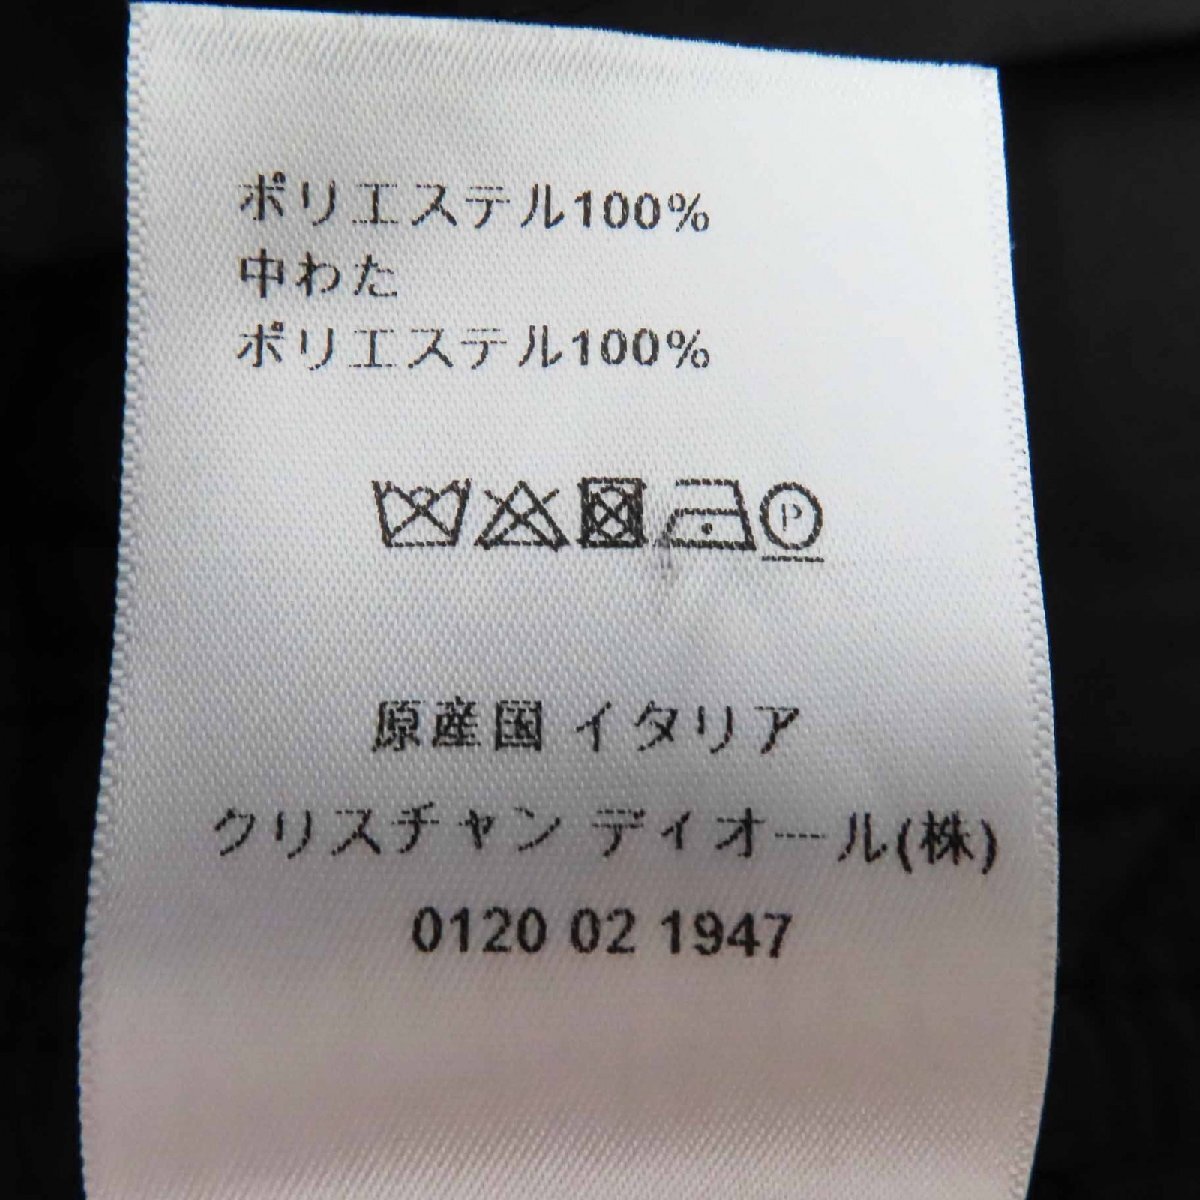 ポリエステル100%
中わた
ポリエステル100%
P
原産国 イタリア
クリスチャン ディオール(株)
0120 02 1947